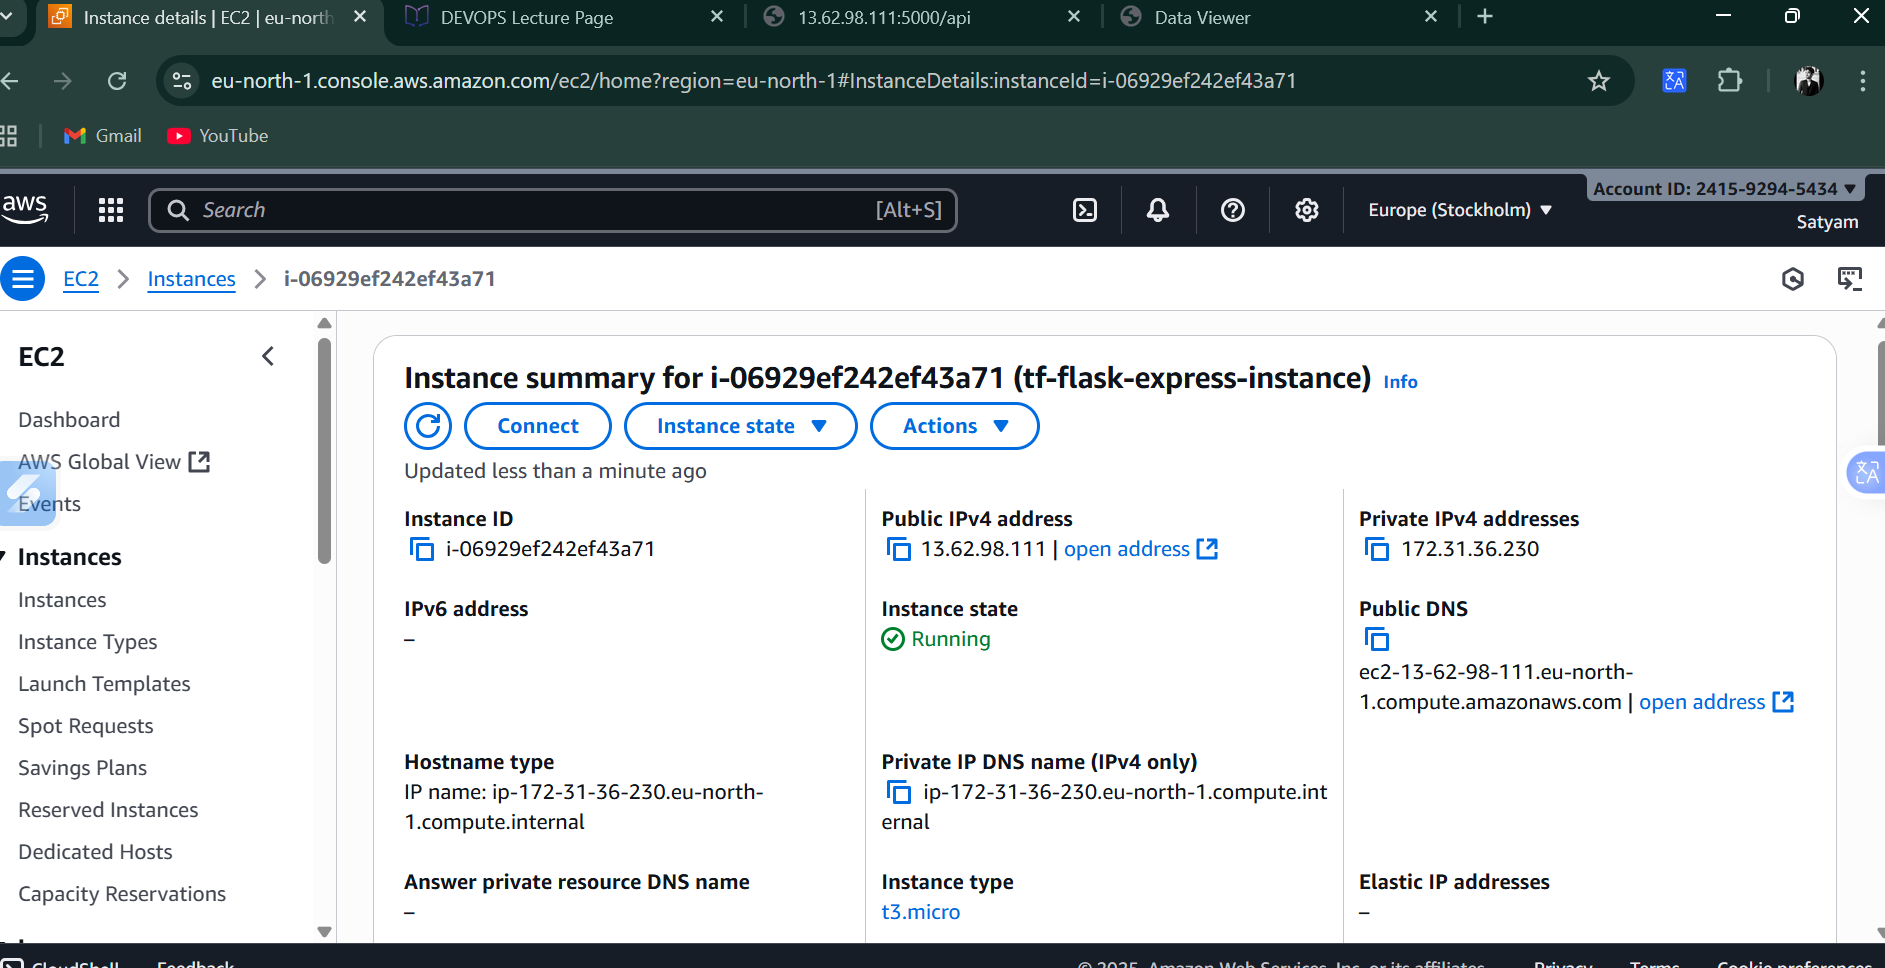 Instance details | EC2 | eu-north
DEVOPS Lecture Page
13.62.98.111:5000/api
Data Viewer
eu-north-1.console.aws.amazon.com/ec2/home?region=eu-north-1#InstanceDetails:instanceId=i-06929ef242ef43a71
Gmail
YouTube
aws
Search
[Alt+S]
Europe (Stockholm)
Account ID: 2415-9294-5434
Satyam
EC2
Instances
i-06929ef242ef43a71
EC2
Dashboard
AWS Global View
Events
Instances
Instances
Instance Types
Launch Templates
Spot Requests
Savings Plans
Reserved Instances
Dedicated Hosts
Capacity Reservations
Instance summary for i-06929ef242ef43a71 (tf-flask-express-instance) Info
Connect
Instance state
Actions
Updated less than a minute ago
Instance ID
i-06929ef242ef43a71
Public IPv4 address
13.62.98.111 | open address
Private IPv4 addresses
172.31.36.230
IPv6 address
–
Instance state
Running
Public DNS
ec2-13-62-98-111.eu-north-
1.compute.amazonaws.com | open address
Hostname type
IP name: ip-172-31-36-230.eu-north-
1.compute.internal
Private IP DNS name (IPv4 only)
ip-172-31-36-230.eu-north-1.compute.int
ernal
Answer private resource DNS name
–
Instance type
t3.micro
Elastic IP addresses
–
CloudShell
Feedback
© 2025, Amazon Web Services, Inc. or its affiliates.
Privacy
Terms
Cookie preferences